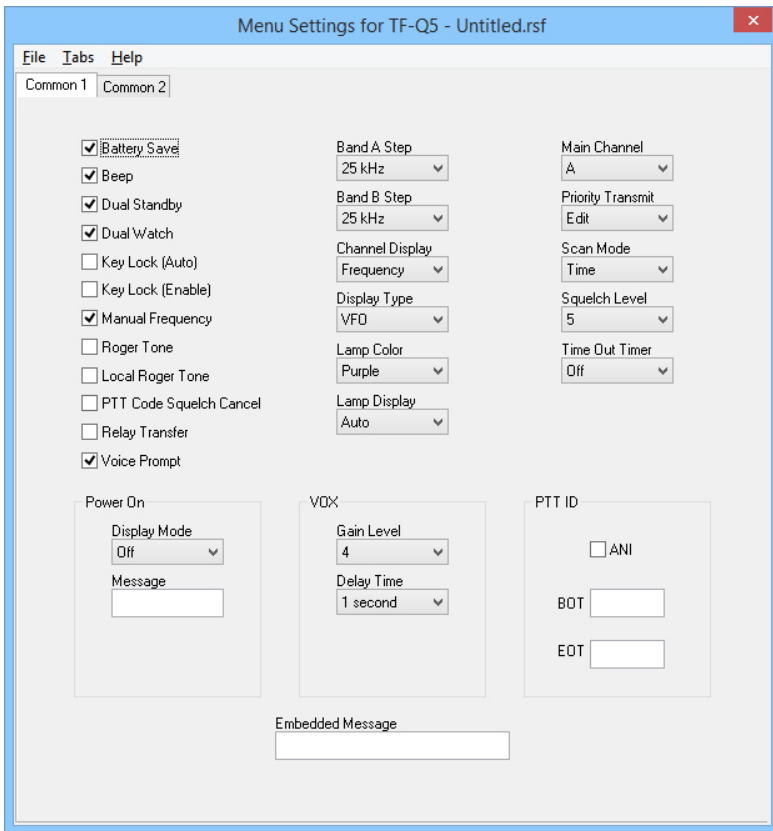 Menu Settings for TF-Q5 - Untitled.rsf
File Tabs Help
Common 1 Common 2
Battery Save
Beep
Dual Standby
Dual Watch
Key Lock (Auto)
Key Lock (Enable)
Manual Frequency
Roger Tone
Local Roger Tone
PTT Code Squelch Cancel
Relay Transfer
Voice Prompt
Band A Step
25 kHz
Band B Step
25 kHz
Channel Display
Frequency
Display Type
VFO
Lamp Color
Purple
Lamp Display
Auto
Main Channel
A
Priority Transmit
Edit
Scan Mode
Time
Squelch Level
5
Time Out Timer
Off
Power On
Display Mode
Off
Message
VOX
Gain Level
4
Delay Time
1 second
PTT ID
ANI
BOT
EOT
Embedded Message